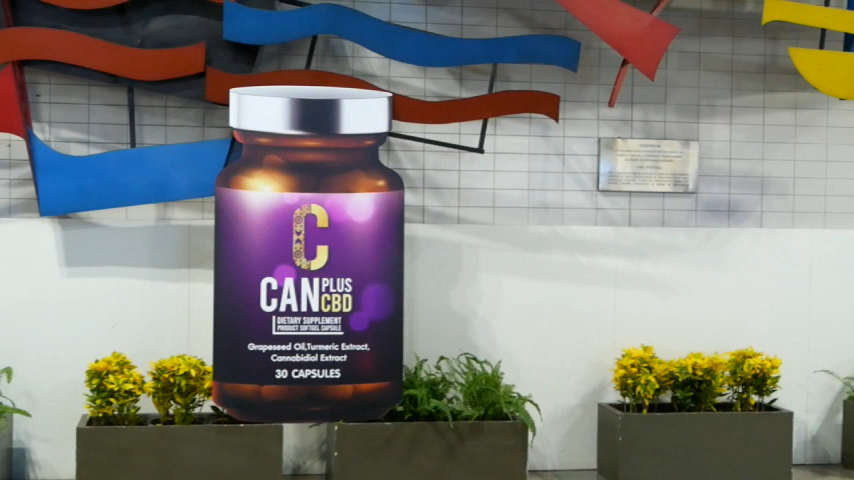 C
CAN PLUS
CBD
DIETARY SUPPLEMENT
PRODUCT SOFTGEL CAPSULE
Grapeseed Oil,Turmeric Extract,
Cannabidiol Extract
30 CAPSULES